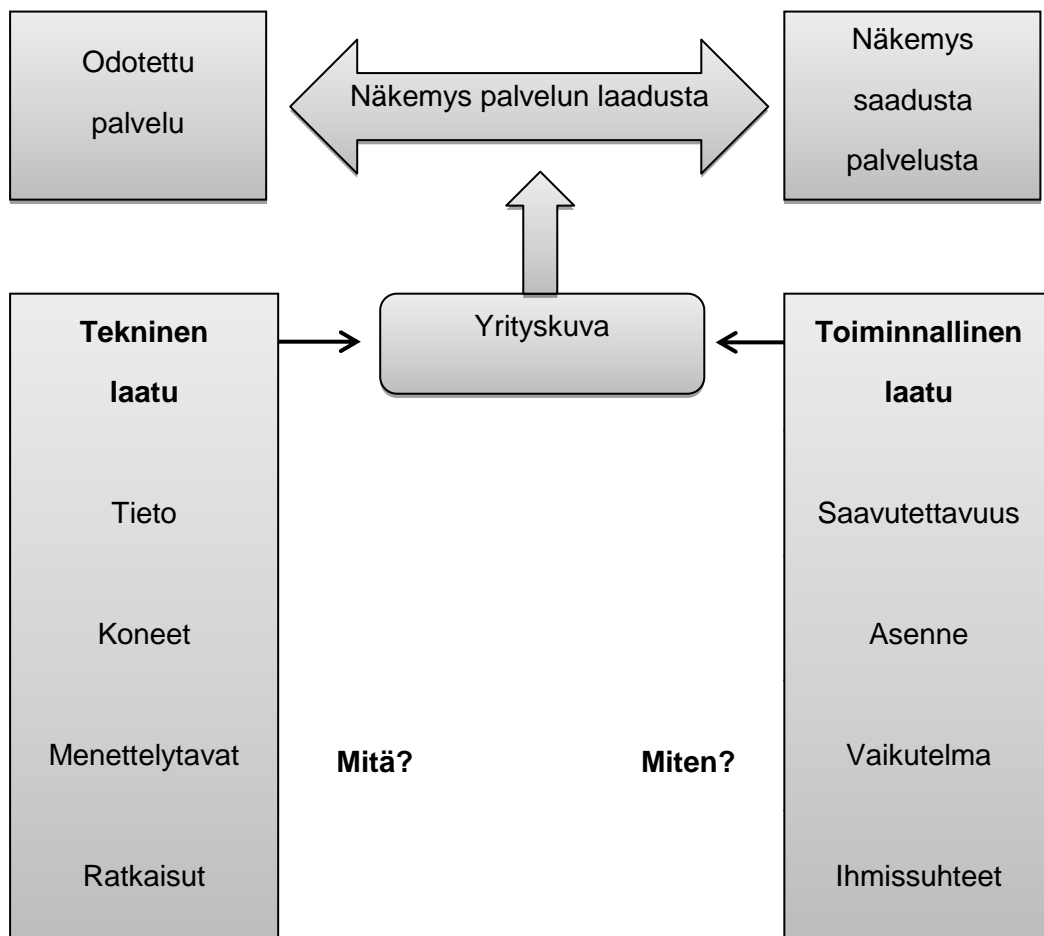 Odotettu
palvelu
Näkemys palvelun laadusta
Näkemys
saadusta
palvelusta
Yrityskuva
Tekninen
laatu
Tieto
Koneet
Menettelytavat
Ratkaisut
Mitä?
Miten?
Toiminnallinen
laatu
Saavutettavuus
Asenne
Vaikutelma
Ihmissuhteet